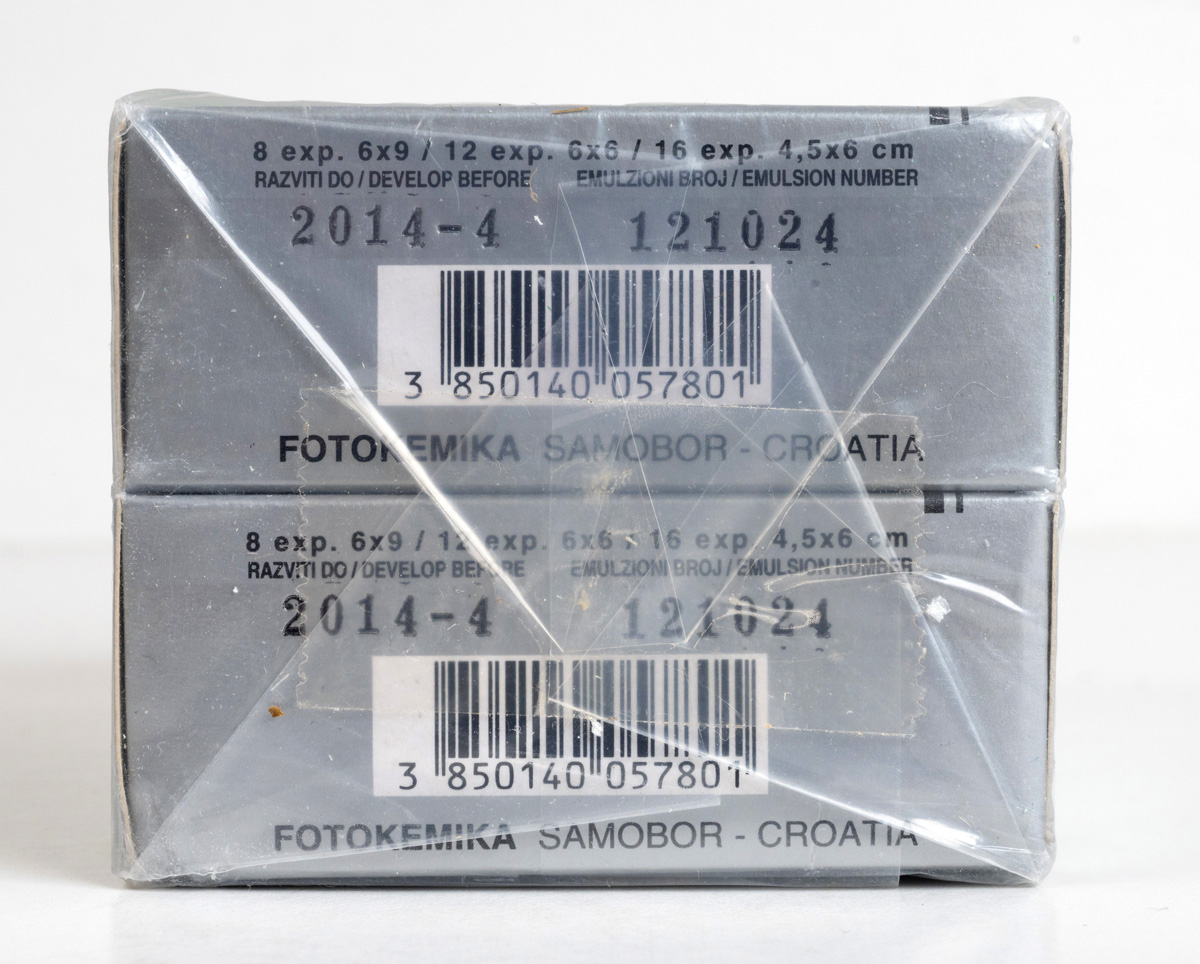 8 exp. 6x9 / 12 exp. 6x6 / 16 exp. 4,5x6 cm
RAZVITI DO / DEVELOP BEFORE EMULZIONI BROJ / EMULSION NUMBER
2014-4 121024
3 850140 057801
FOTOKEMIKA SAMOBOR - CROATIA
8 exp. 6x9 / 12 exp. 6x6 / 16 exp. 4,5x6 cm
RAZVITI DO / DEVELOP BEFORE EMULZIONI BROJ / EMULSION NUMBER
2014-4 121024
3 850140 057801
FOTOKEMIKA SAMOBOR - CROATIA